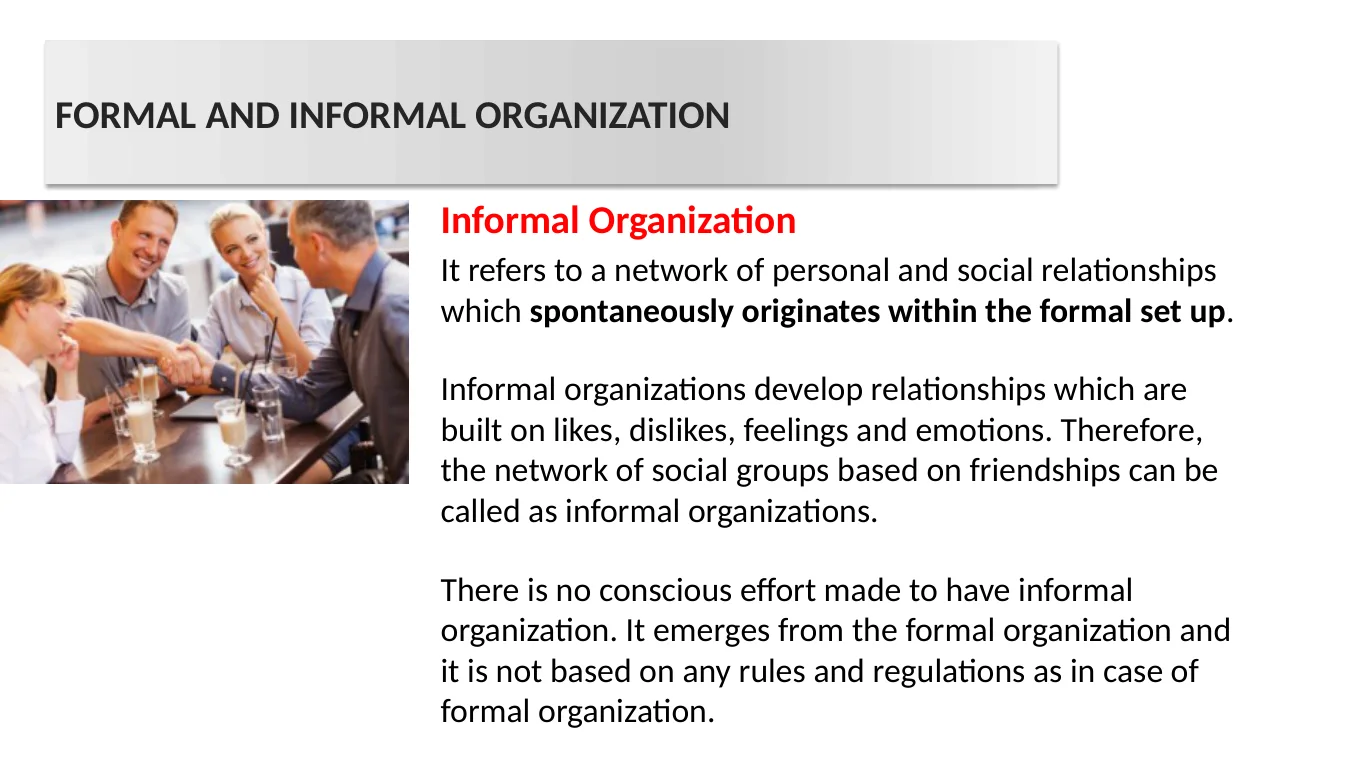 FORMAL AND INFORMAL ORGANIZATION
Informal Organization
It refers to a network of personal and social relationships
which spontaneously originates within the formal set up.
Informal organizations develop relationships which are
built on likes, dislikes, feelings and emotions. Therefore,
the network of social groups based on friendships can be
called as informal organizations.
There is no conscious effort made to have informal
organization. It emerges from the formal organization and
it is not based on any rules and regulations as in case of
formal organization.